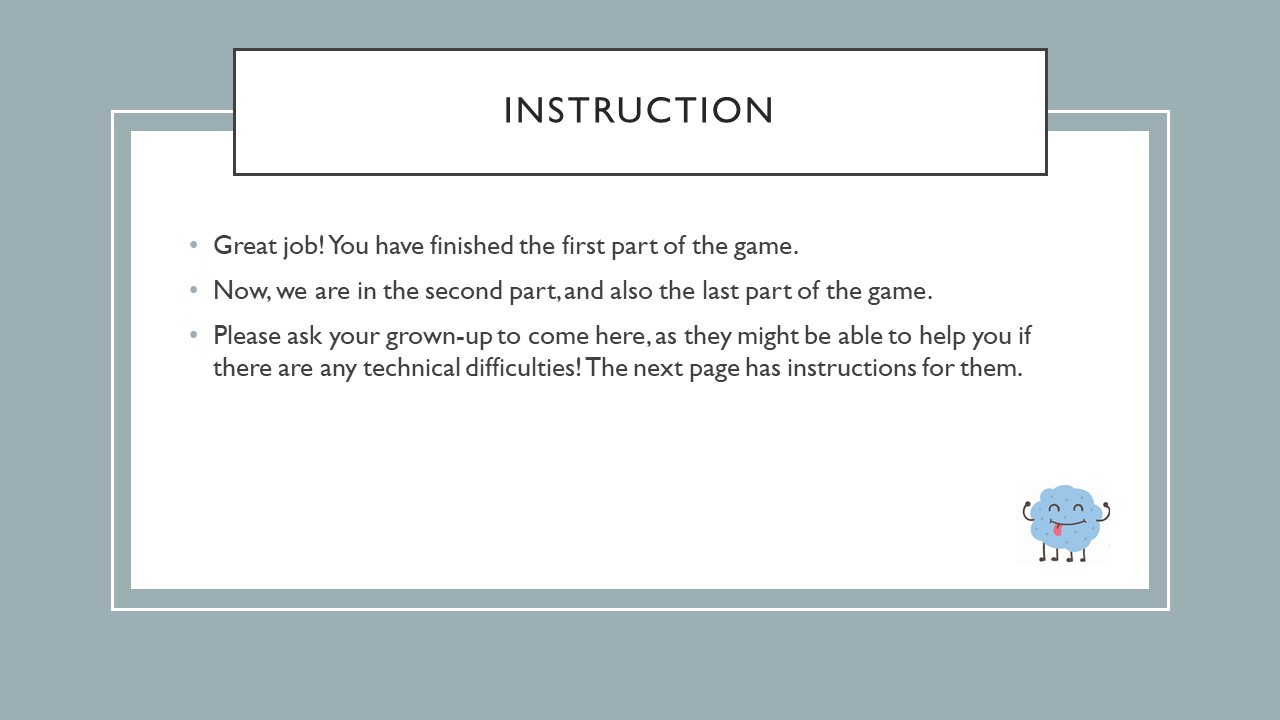 INSTRUCTION
• Great job! You have finished the first part of the game.
• Now, we are in the second part, and also the last part of the game.
• Please ask your grown-up to come here, as they might be able to help you if
there are any technical difficulties! The next page has instructions for them.